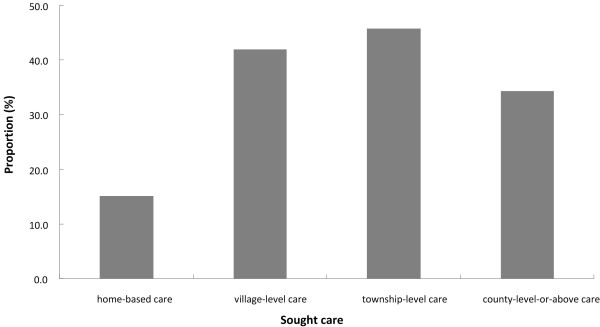 50.0
40.0
30.0
20.0
10.0
0.0
Proportion (%)
home-based care village-level care township-level care county-level-or-above care
Sought care